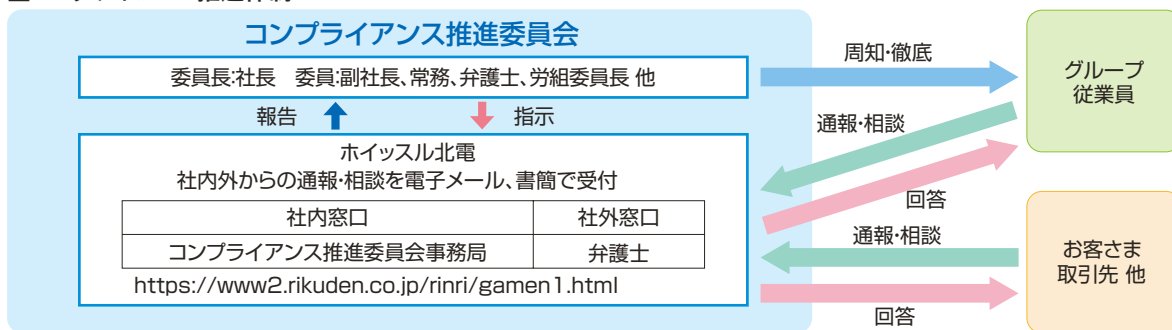 コンプライアンス推進委員会
委員長:社長 委員:副社長、常務、弁護士、労組委員長 他
報告
指示
ホイッスル北電
社内外からの通報・相談を電子メール、書簡で受付
社内窓口 社外窓口
コンプライアンス推進委員会事務局 弁護士
https://www2.rikuden.co.jp/rinri/gamen1.html
周知・徹底
通報・相談
回答
通報・相談
回答
グループ
従業員
お客さま
取引先 他